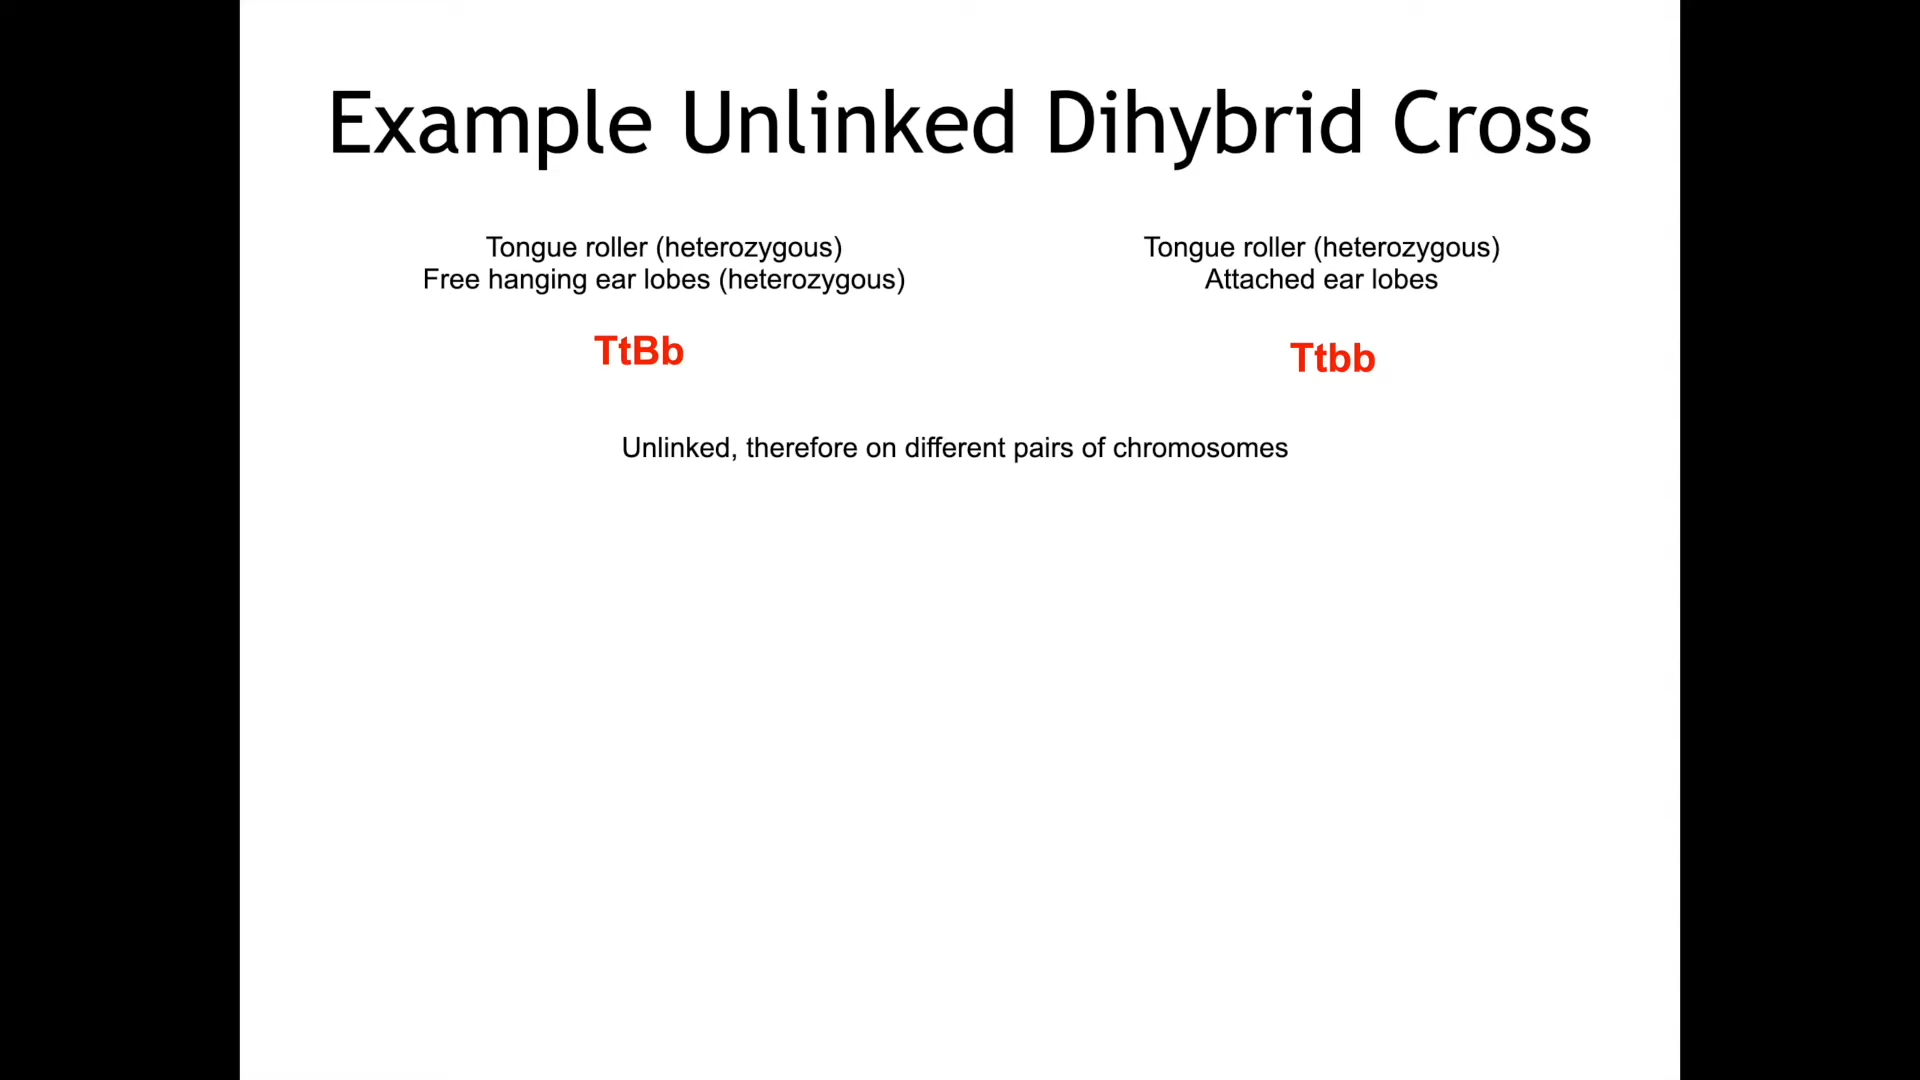 Example Unlinked Dihybrid Cross
Tongue roller (heterozygous)
Free hanging ear lobes (heterozygous)
TtBb
Tongue roller (heterozygous)
Attached ear lobes
Ttbb
Unlinked, therefore on different pairs of chromosomes